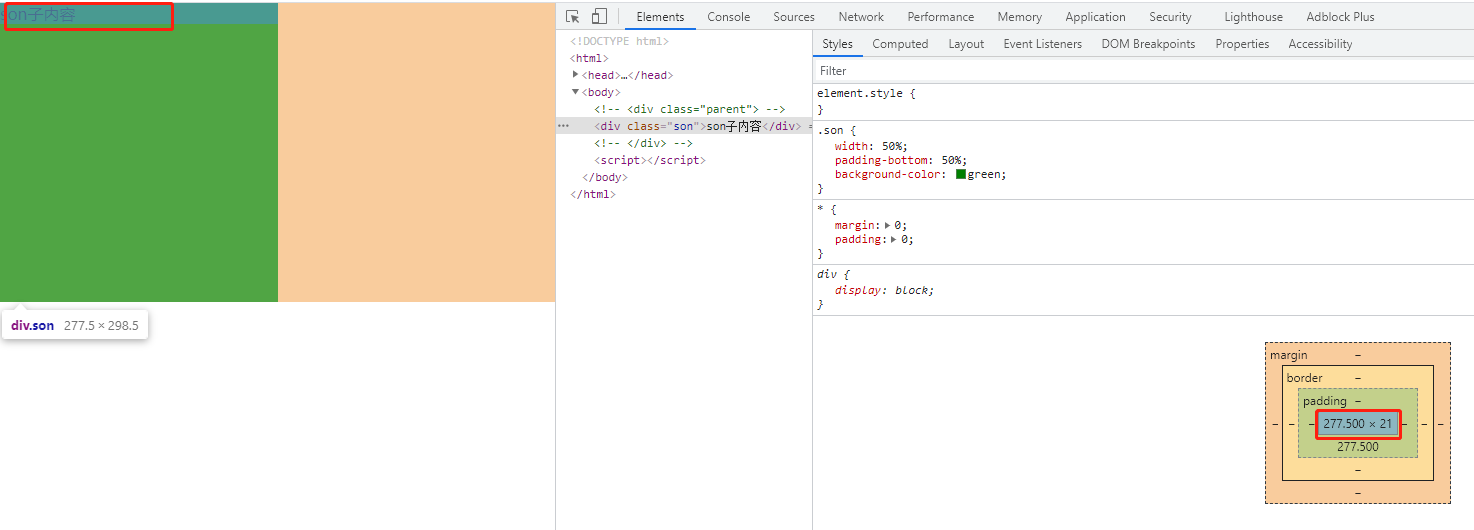 son子内容
div.son 277.5 × 298.5
Elements Console Sources Network Performance Memory Application Security Lighthouse Adblock Plus
<!DOCTYPE html>
<html>
<head>…</head>
<body>
<!-- <div class="parent"> -->
<div class="son">son子内容</div> =
<!-- </div> -->
<script></script>
</body>
</html>
Styles Computed Layout Event Listeners DOM Breakpoints Properties Accessibility
Filter
element.style {
}
.son {
width: 50%;
padding-bottom: 50%;
background-color: green;
}
* {
margin: 0;
padding: 0;
}
div {
display: block;
}
margin –
border –
padding –
– – – 277.500 × 21 – – –
277.500
–
–